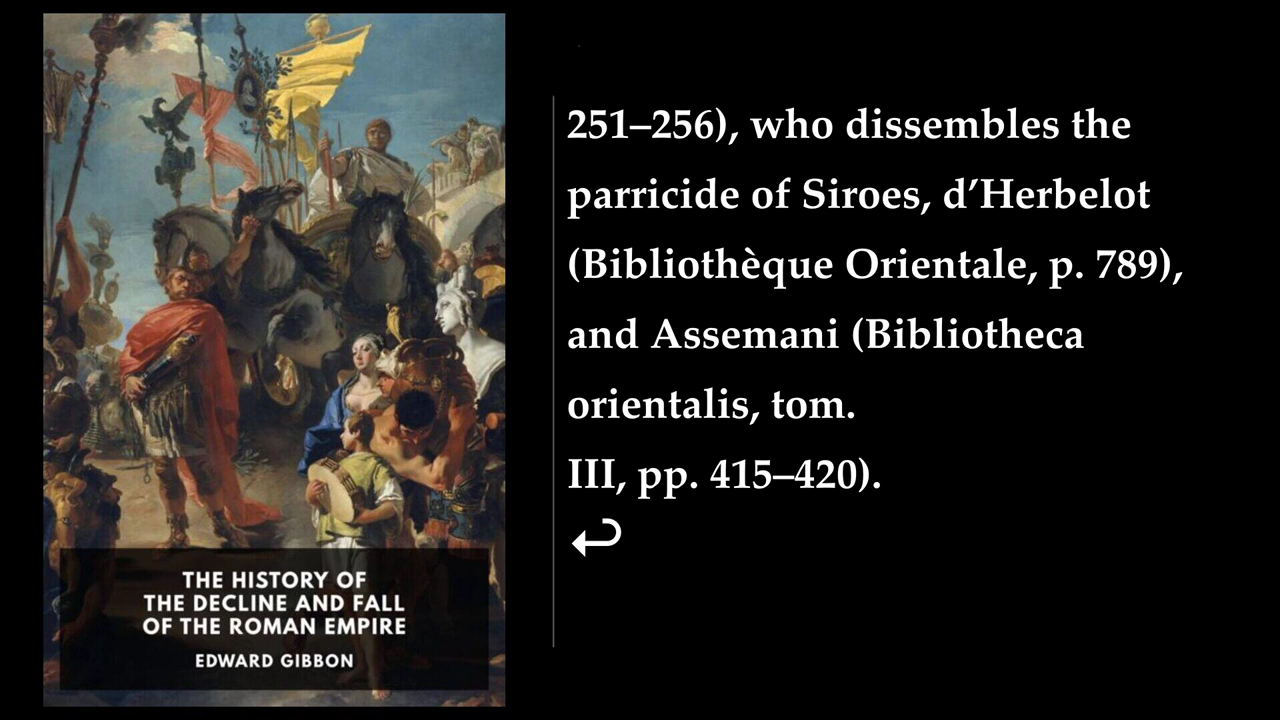 THE HISTORY OF
THE DECLINE AND FALL
OF THE ROMAN EMPIRE
EDWARD GIBBON
251–256), who dissembles the
parricide of Siroes, d’Herbelot
(Bibliothèque Orientale, p. 789),
and Assemani (Bibliotheca
orientalis, tom.
III, pp. 415–420).
↩